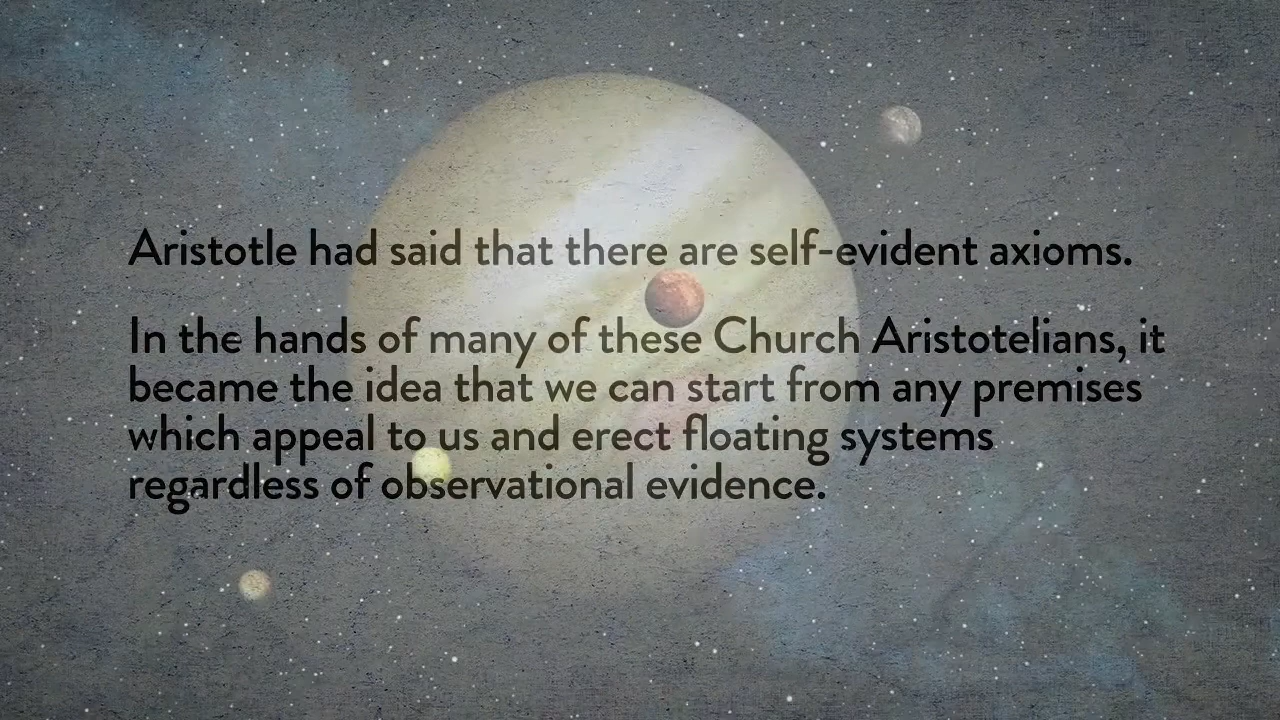 Aristotle had said that there are self-evident axioms.
In the hands of many of these Church Aristotelians, it
became the idea that we can start from any premises
which appeal to us and erect floating systems
regardless of observational evidence.